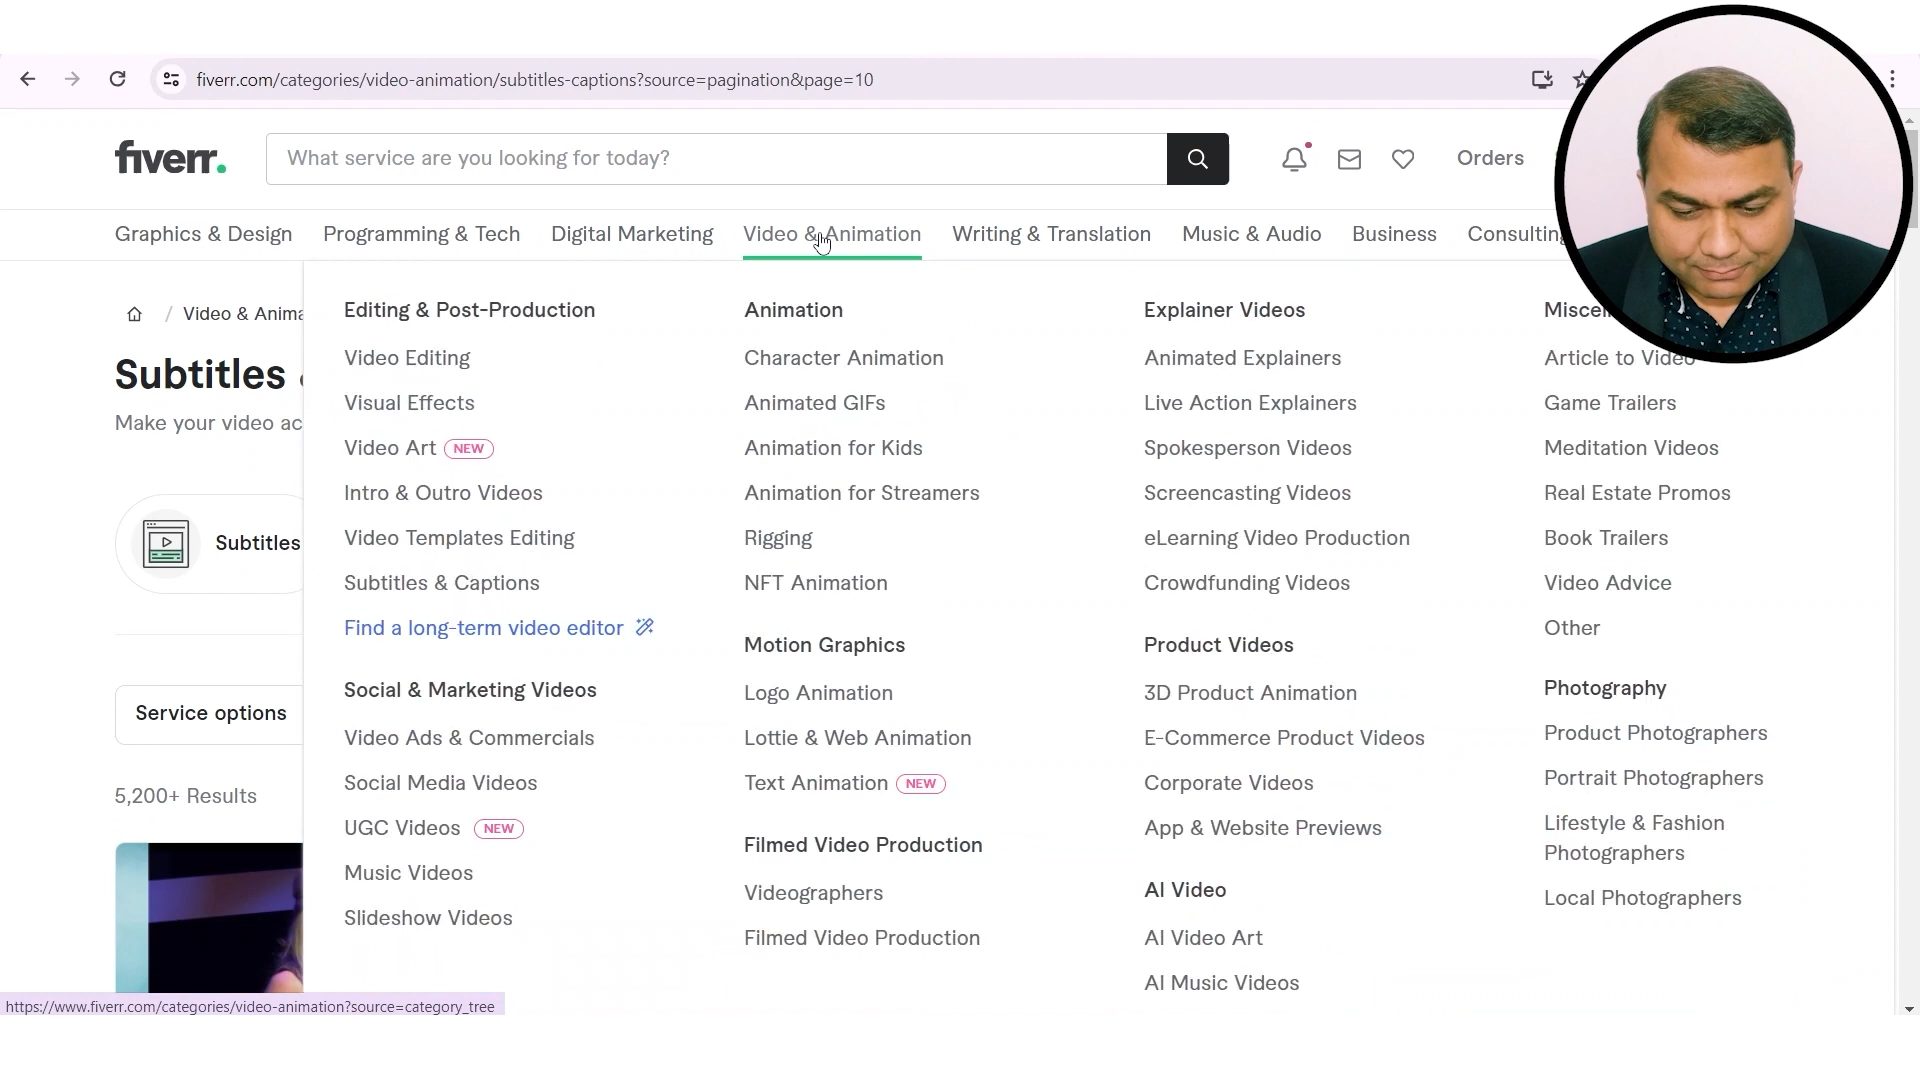 fiverr.com/categories/video-animation/subtitles-captions?source=pagination&page=10
fiverr.
What service are you looking for today?
Orders
Graphics & Design
Programming & Tech
Digital Marketing
Video & Animation
Writing & Translation
Music & Audio
Business
Consulting
/ Video & Anima
Subtitles
Make your video ac
Subtitles
Service options
5,200+ Results
Editing & Post-Production
Video Editing
Visual Effects
Video Art NEW
Intro & Outro Videos
Video Templates Editing
Subtitles & Captions
Find a long-term video editor
Social & Marketing Videos
Video Ads & Commercials
Social Media Videos
UGC Videos NEW
Music Videos
Slideshow Videos
Animation
Character Animation
Animated GIFs
Animation for Kids
Animation for Streamers
Rigging
NFT Animation
Motion Graphics
Logo Animation
Lottie & Web Animation
Text Animation NEW
Filmed Video Production
Videographers
Filmed Video Production
Explainer Videos
Animated Explainers
Live Action Explainers
Spokesperson Videos
Screencasting Videos
eLearning Video Production
Crowdfunding Videos
Product Videos
3D Product Animation
E-Commerce Product Videos
Corporate Videos
App & Website Previews
AI Video
AI Video Art
AI Music Videos
Miscel
Article to Video
Game Trailers
Meditation Videos
Real Estate Promos
Book Trailers
Video Advice
Other
Photography
Product Photographers
Portrait Photographers
Lifestyle & Fashion
Photographers
Local Photographers
https://www.fiverr.com/categories/video-animation?source=category_tree